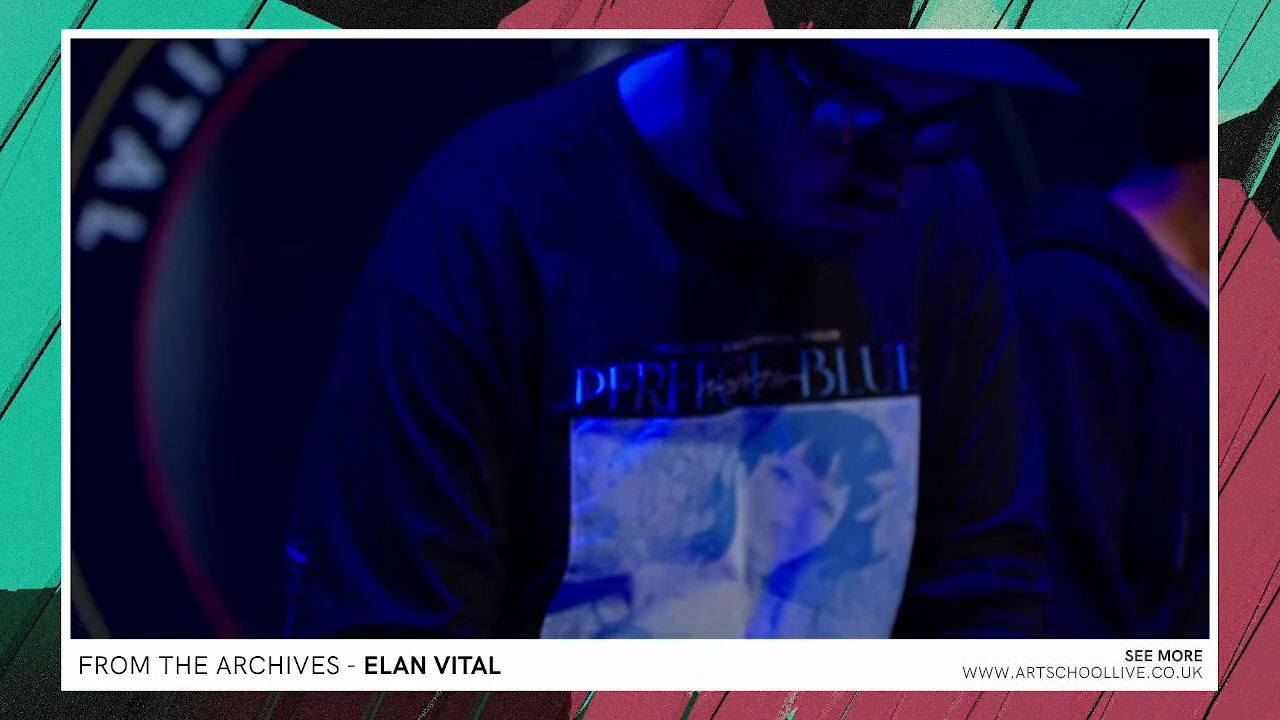 VITAL
PERFECT BLUE
FROM THE ARCHIVES - ELAN VITAL
SEE MORE
WWW.ARTSCHOOLLIVE.CO.UK